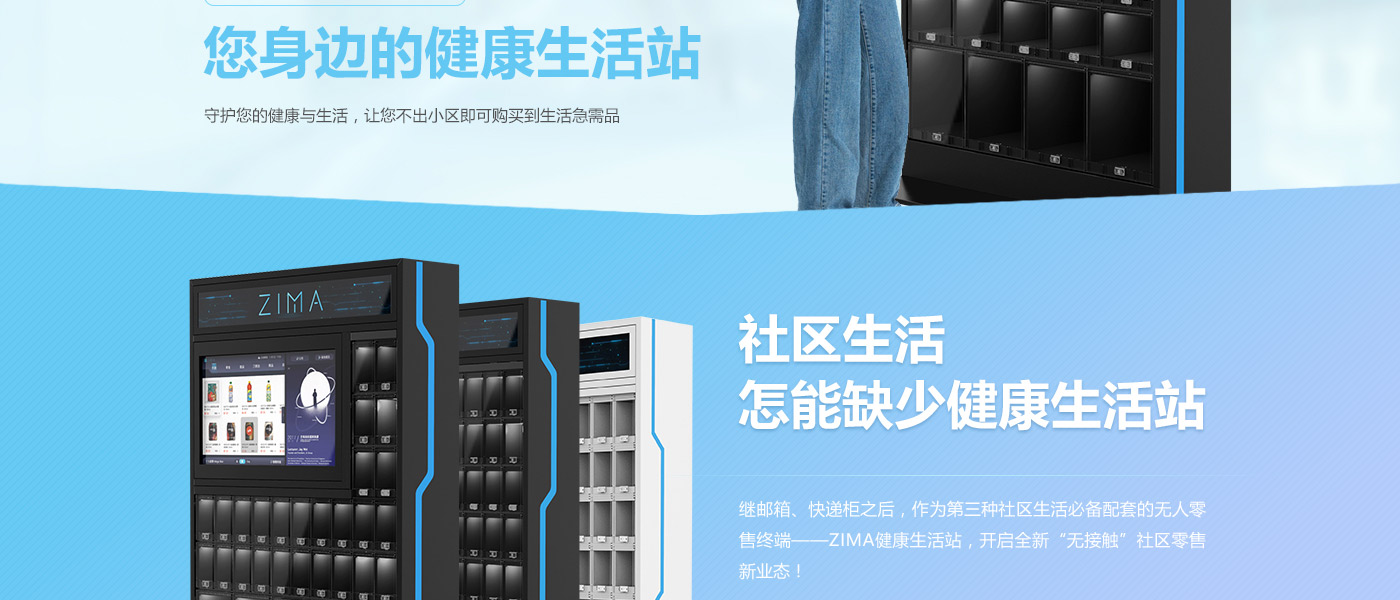 您身边的健康生活站
守护您的健康与生活，让您不出小区即可购买到生活急需品
ZIMA
社区生活
怎能缺少健康生活站
继邮箱、快递柜之后，作为第三种社区生活必备配套的无人零
售终端——ZIMA健康生活站，开启全新“无接触”社区零售
新业态！